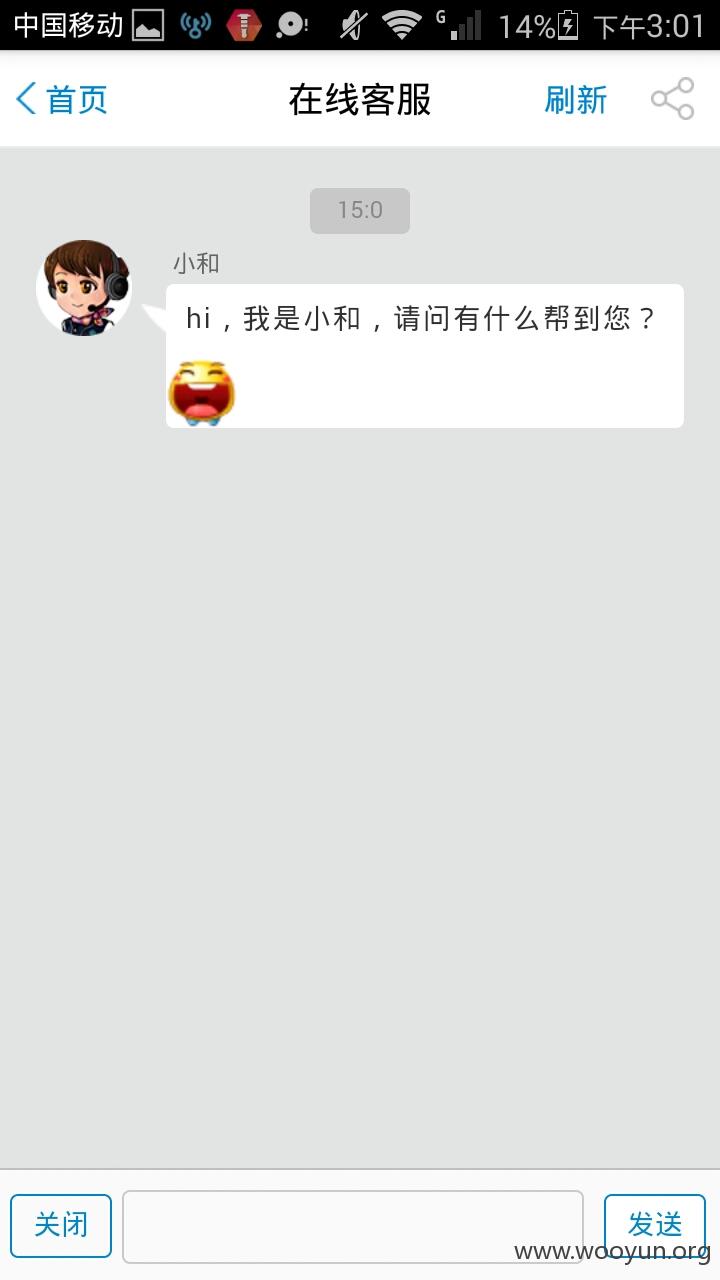 中国移动 G 14% 下午3:01
首页 在线客服 刷新
15:0
小和
hi，我是小和，请问有什么帮到您？
关闭 发送
www.wooyun.org